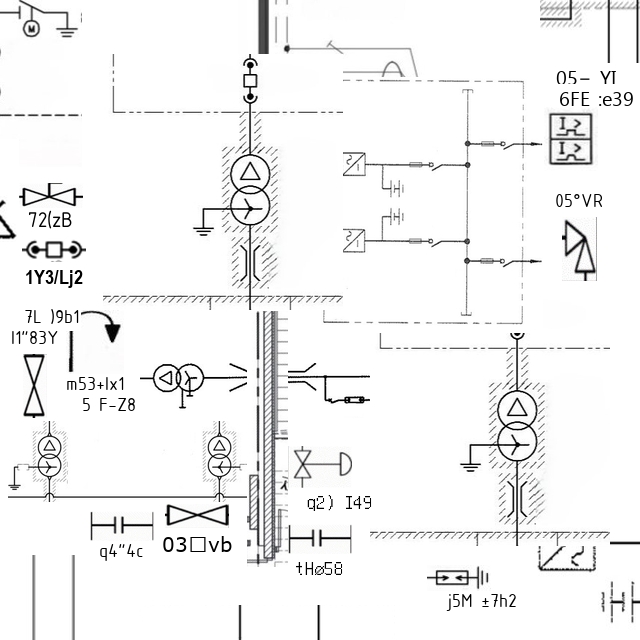 05- YI
6FE :e39
05°VR
72(zB
1Y3/Lj2
7L )9b1
I1"83Y
m53+Ix1
5 F-Z8
q2) I49
q4"4c
03□vb
tHø58
j5M ±7h2